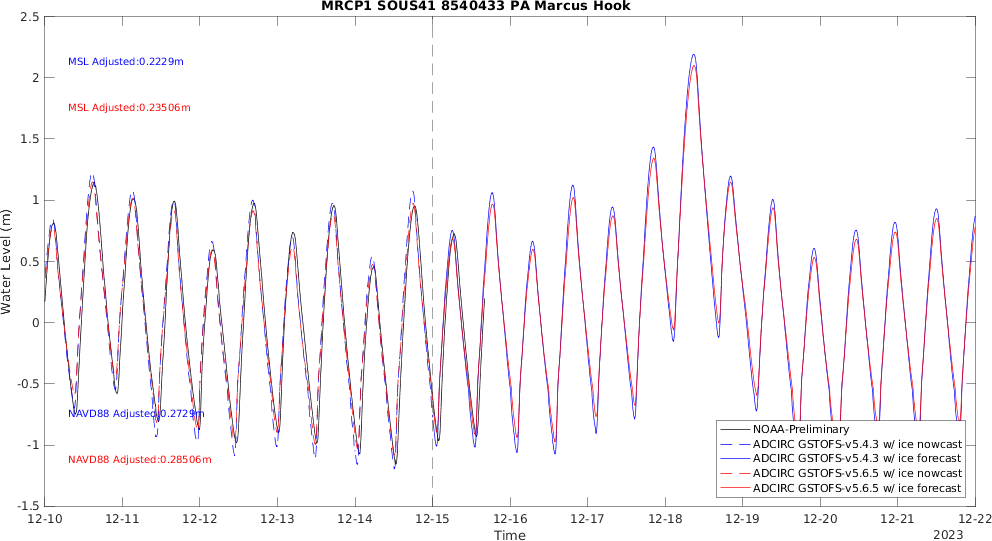 MRCP1 SOUS41 8540433 PA Marcus Hook
2.5
2
1.5
1
0.5
0
-0.5
-1
-1.5
Water Level (m)
MSL Adjusted:0.2229m
MSL Adjusted:0.23506m
NAVD88 Adjusted:0.2729m
NAVD88 Adjusted:0.28506m
NOAA-Preliminary
ADCIRC GSTOFS-v5.4.3 w/ ice nowcast
ADCIRC GSTOFS-v5.4.3 w/ ice forecast
ADCIRC GSTOFS-v5.6.5 w/ ice nowcast
ADCIRC GSTOFS-v5.6.5 w/ ice forecast
12-10 12-11 12-12 12-13 12-14 12-15 12-16 12-17 12-18 12-19 12-20 12-21 12-22
Time
2023